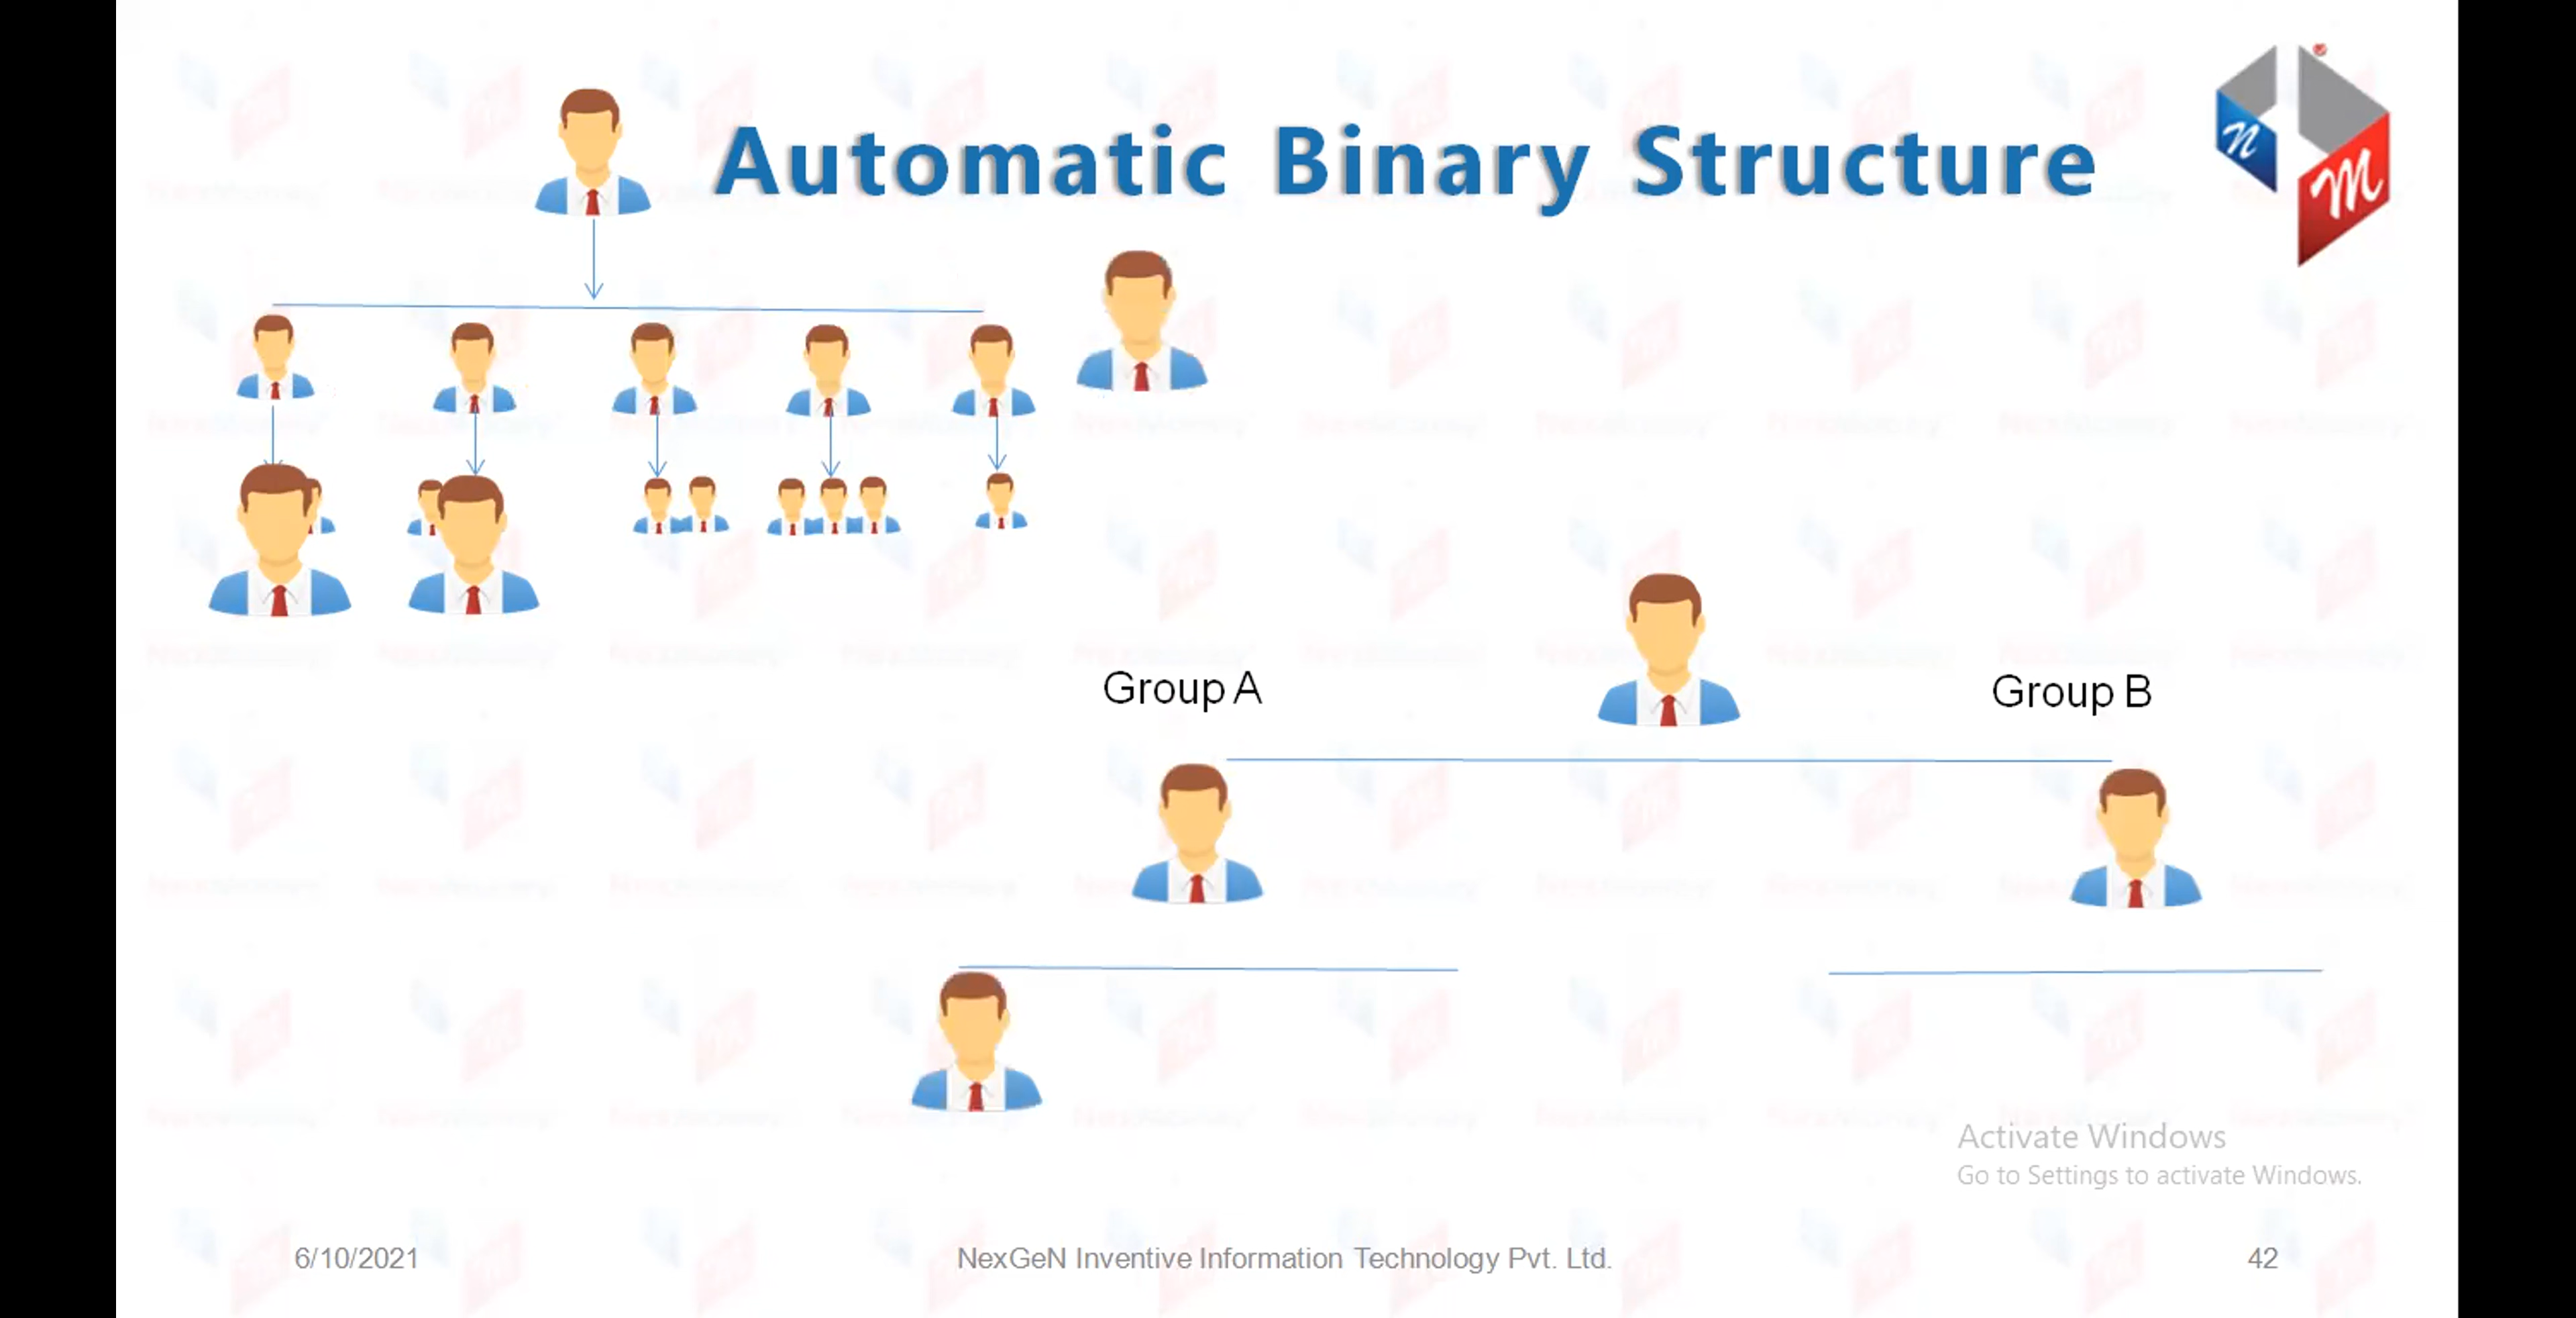 Automatic Binary Structure
n
m
Group A
Group B
Activate Windows
Go to Settings to activate Windows.
6/10/2021
NexGeN Inventive Information Technology Pvt. Ltd.
42